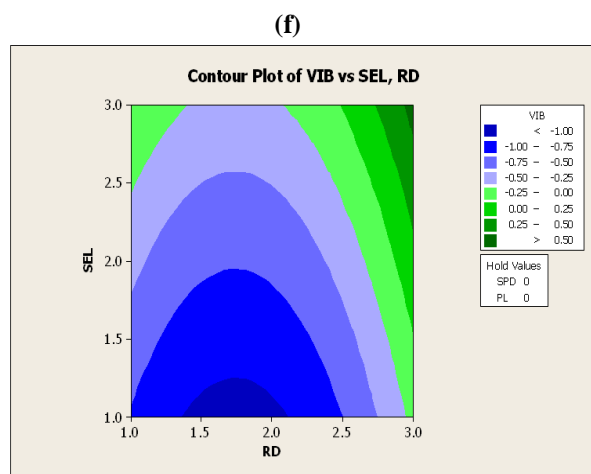 (f)
Contour Plot of VIB vs SEL, RD
3.0
2.5
2.0
1.5
1.0
SEL
1.0 1.5 2.0 2.5 3.0
RD
VIB
< -1.00
-1.00 – -0.75
-0.75 – -0.50
-0.50 – -0.25
-0.25 – 0.00
0.00 – 0.25
0.25 – 0.50
> 0.50
Hold Values
SPD 0
PL 0